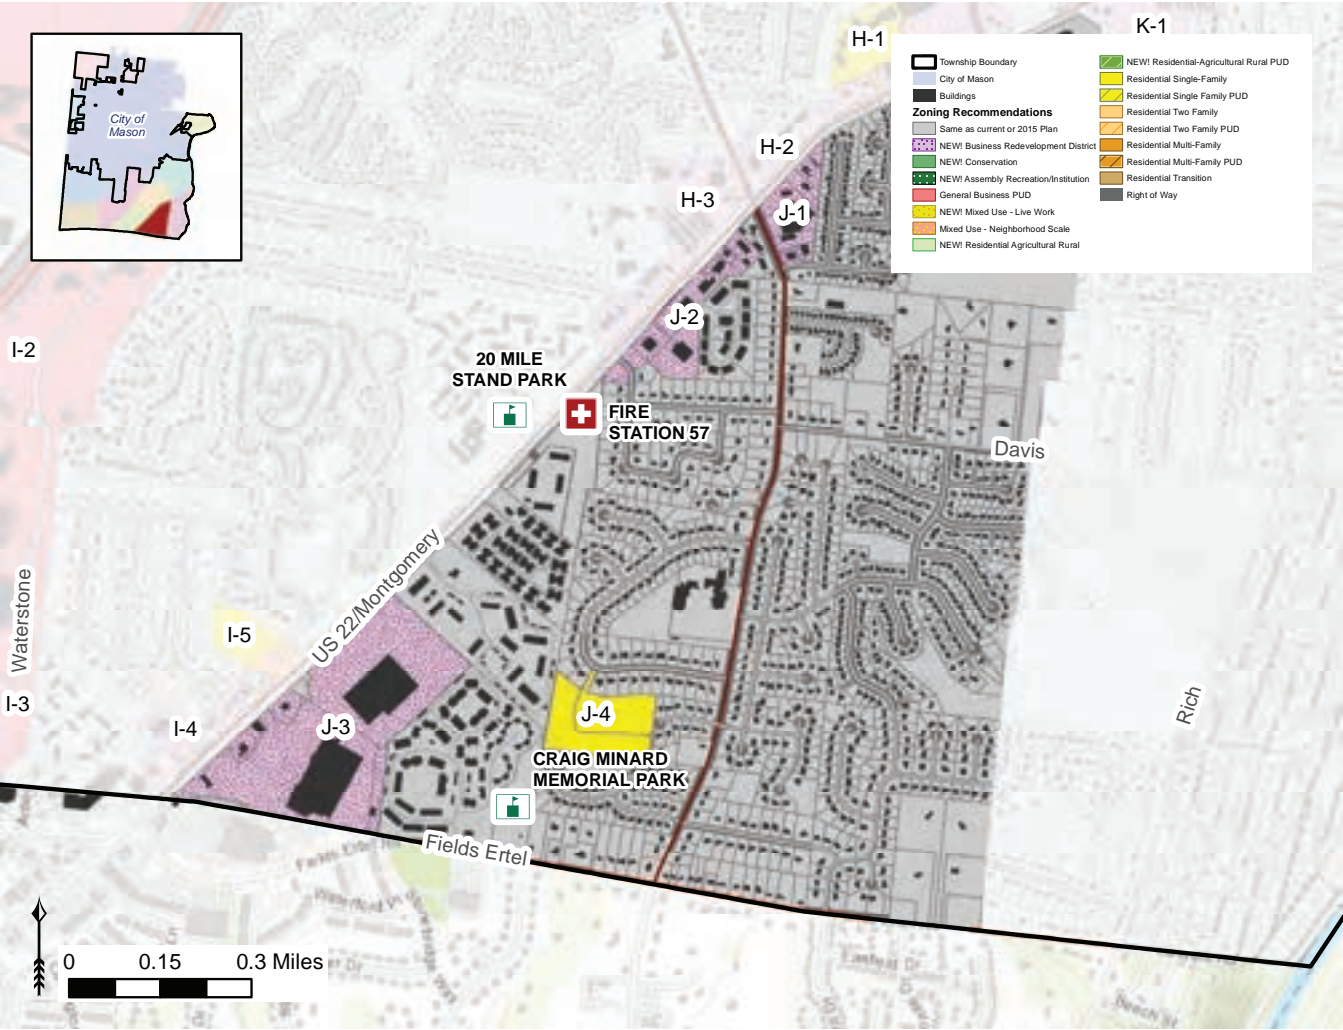 K-1
H-1
Township Boundary
City of Mason
Buildings
Zoning Recommendations
Same as current or 2015 Plan
NEW! Business Redevelopment District
NEW! Conservation
NEW! Assembly Recreation/Institution
General Business PUD
NEW! Mixed Use - Live Work
Mixed Use - Neighborhood Scale
NEW! Residential Agricultural Rural
NEW! Residential-Agricultural Rural PUD
Residential Single-Family
Residential Single Family PUD
Residential Two Family
Residential Two Family PUD
Residential Multi-Family
Residential Multi-Family PUD
Residential Transition
Right of Way
City of
Mason
H-2
H-3
J-1
J-2
I-2
20 MILE
STAND PARK
FIRE
STATION 57
Davis
US 22/Montgomery
Waterstone
I-5
I-3
I-4
J-3
J-4
Rich
CRAIG MINARD
MEMORIAL PARK
Fields Ertel
0 0.15 0.3 Miles